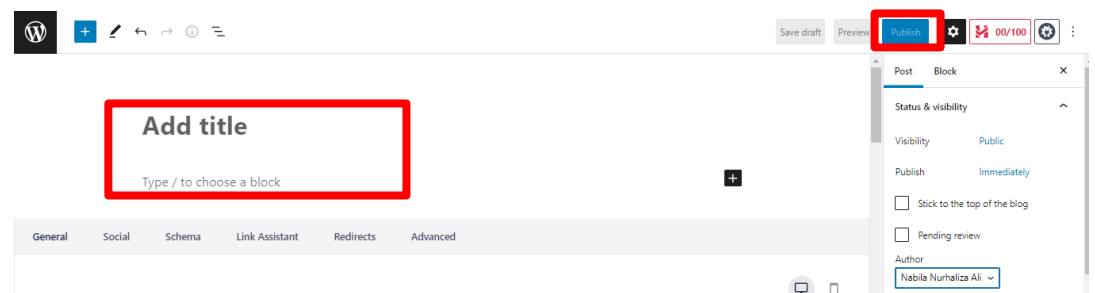 Save draft Preview Publish 00/100
Post Block
Status & visibility
Add title
Visibility Public
Publish Immediately
Type / to choose a block
Stick to the top of the blog
General Social Schema Link Assistant Redirects Advanced
Pending review
Author
Nabila Nurhaliza Ali